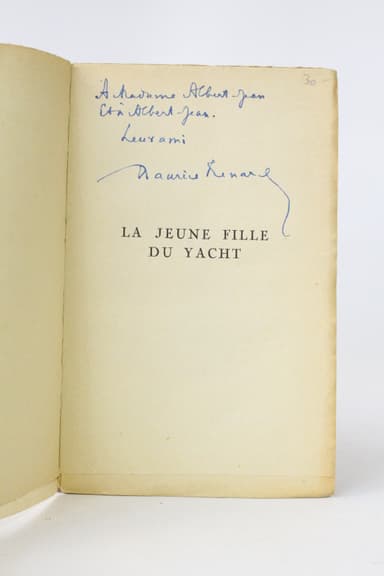 30 -
À Madame Albert-Jean
Et à Albert-Jean.
Leur ami
Maurice Renard
LA JEUNE FILLE
DU YACHT